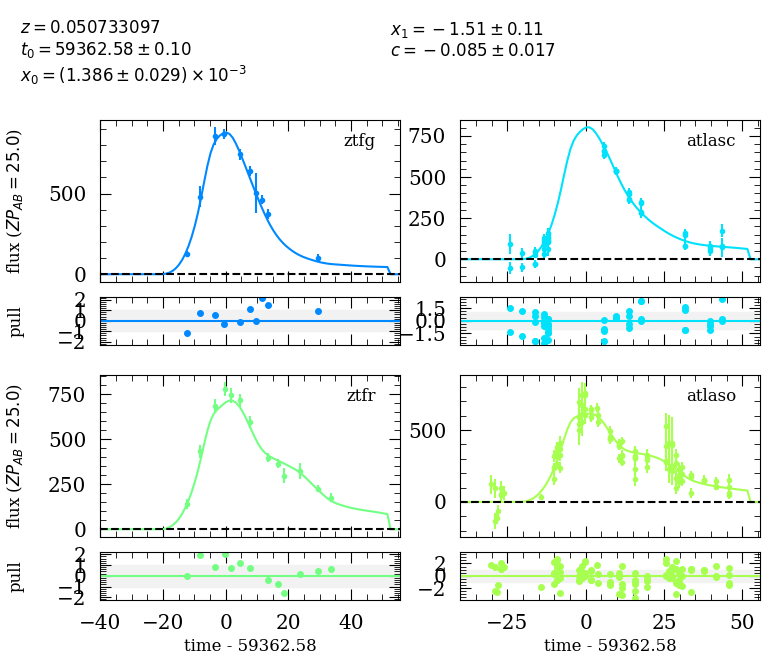 z = 0.050733097
t₀ = 59362.58 ± 0.10
x₀ = (1.386 ± 0.029) × 10⁻³
x₁ = −1.51 ± 0.11
c = −0.085 ± 0.017
flux (ZP_AB = 25.0)
500
0
ztfg
750
500
250
0
atlasc
pull
2
1
0
−1
−2
1.5
0.0
−1.5
flux (ZP_AB = 25.0)
750
500
250
0
ztfr
500
0
atlaso
pull
2
1
0
−1
−2
2
0
−2
−40 −20 0 20 40
−25 0 25 50
time - 59362.58
time - 59362.58